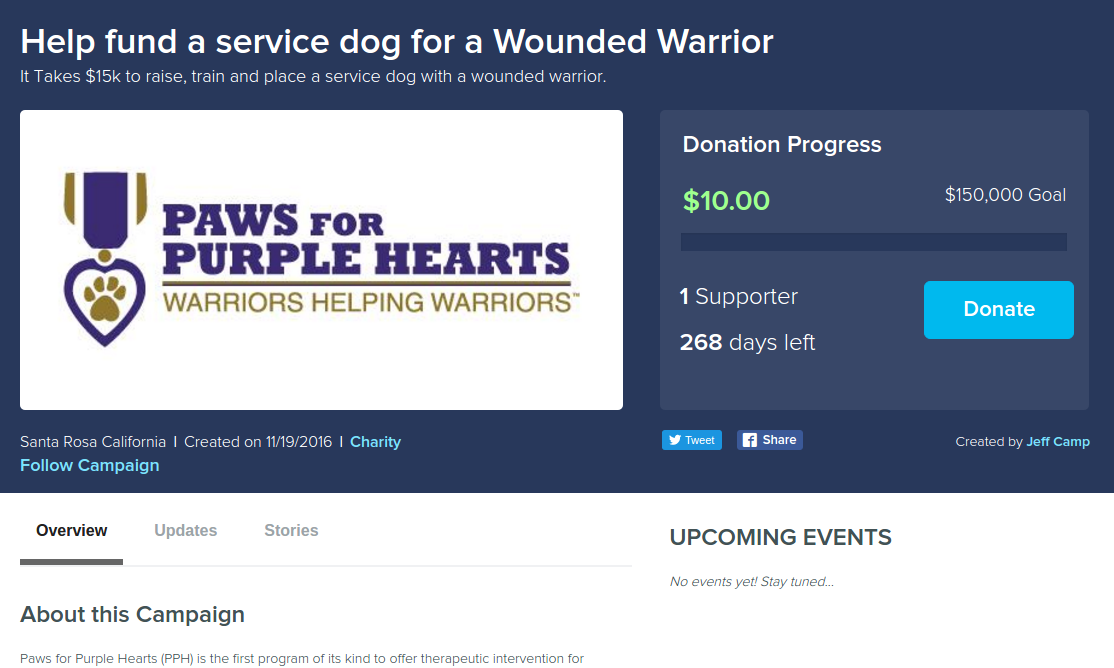 Help fund a service dog for a Wounded Warrior
It Takes $15k to raise, train and place a service dog with a wounded warrior.
PAWS FOR
PURPLE HEARTS
WARRIORS HELPING WARRIORS™
Donation Progress
$10.00
$150,000 Goal
1 Supporter
268 days left
Donate
Santa Rosa California I Created on 11/19/2016 I Charity
Follow Campaign
Tweet
Share
Created by Jeff Camp
Overview
Updates
Stories
UPCOMING EVENTS
No events yet! Stay tuned...
About this Campaign
Paws for Purple Hearts (PPH) is the first program of its kind to offer therapeutic intervention for